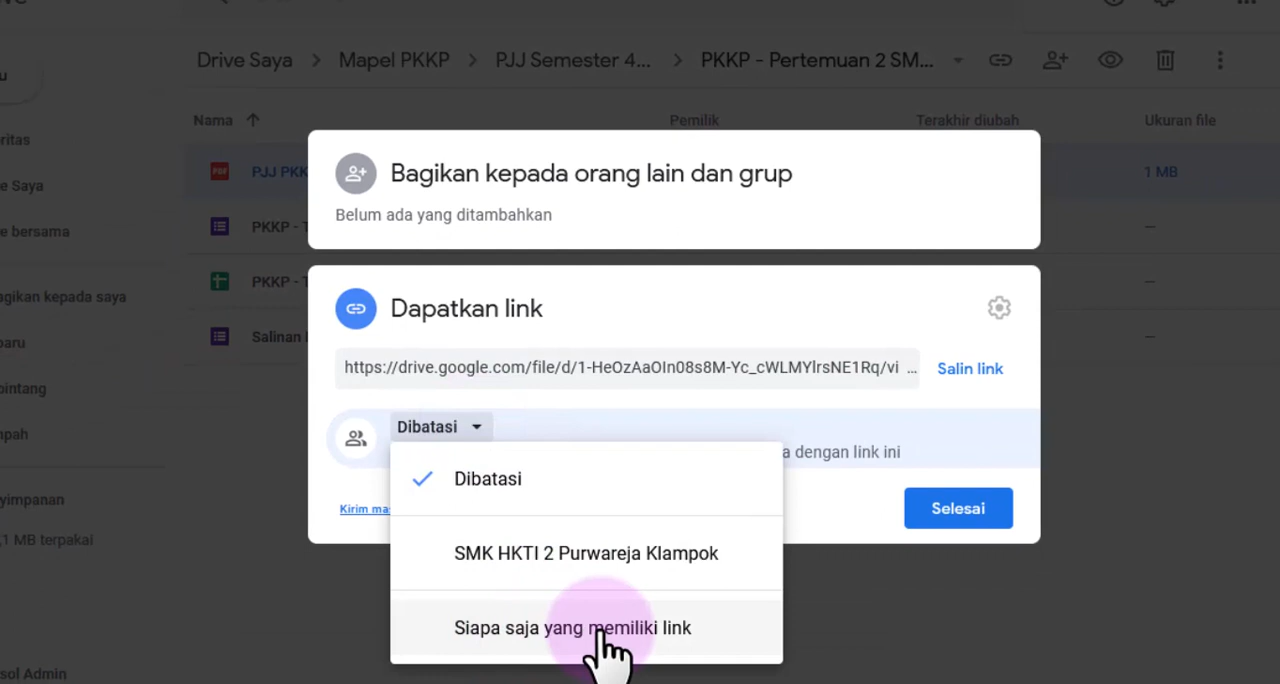 Drive Saya > Mapel PKKP > PJJ Semester 4... > PKKP - Pertemuan 2 SM...
Nama Pemilik Terakhir diubah Ukuran file
ritas
PJJ PKK 1 MB
e Saya
PKKP - T —
e bersama
PKKP - T —
agikan kepada saya
Salinan —
aru
bintang
pah
yimpanan
,1 MB terpakai
sol Admin
Bagikan kepada orang lain dan grup
Belum ada yang ditambahkan
Dapatkan link
https://drive.google.com/file/d/1-HeOzAaOIn08s8M-Yc_cWLMYlrsNE1Rq/vi ... Salin link
Dibatasi
a dengan link ini
Dibatasi
Kirim ma
Selesai
SMK HKTI 2 Purwareja Klampok
Siapa saja yang memiliki link